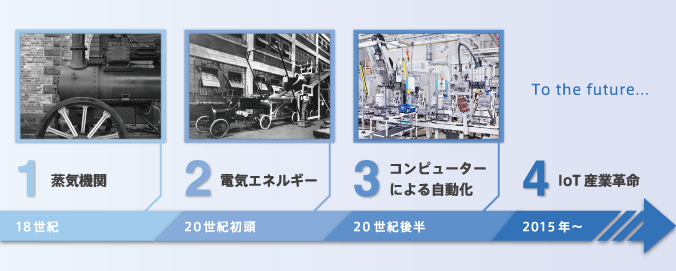 To the future...
1 蒸気機関
2 電気エネルギー
3 コンピューター
による自動化
4 IoT 産業革命
18世紀
20世紀初頭
20世紀後半
2015年～